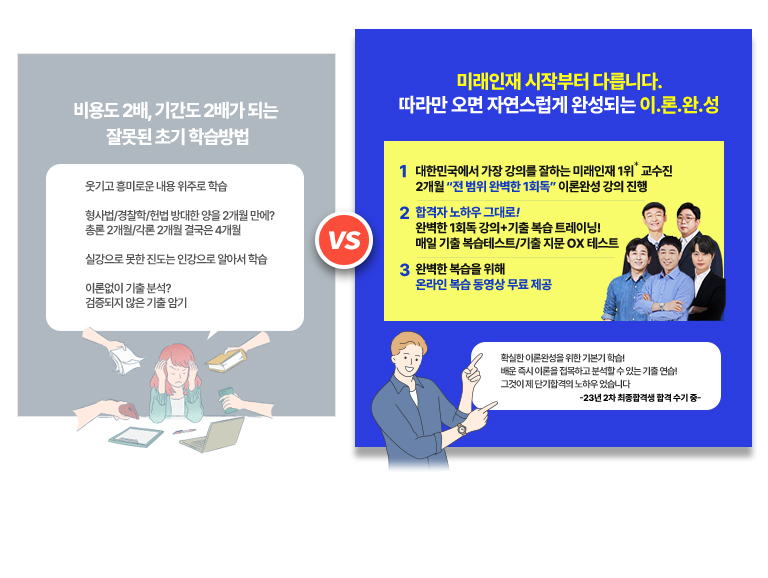 비용도 2배, 기간도 2배가 되는
잘못된 초기 학습방법
웃기고 흥미로운 내용 위주로 학습
형사법/경찰학/헌법 방대한 양을 2개월 만에?
총론 2개월/각론 2개월 결국은 4개월
실강으로 못한 진도는 인강으로 알아서 학습
이론없이 기출 분석?
검증되지 않은 기출 암기
VS
미래인재 시작부터 다릅니다.
따라만 오면 자연스럽게 완성되는 이.론.완.성
1 대한민국에서 가장 강의를 잘하는 미래인재 1위* 교수진
2개월 "전 범위 완벽한 1회독" 이론완성 강의 진행
2 합격자 노하우 그대로!
완벽한 1회독 강의+기출 복습 트레이닝!
매일 기출 복습테스트/기출 지문 OX 테스트
3 완벽한 복습을 위해
온라인 복습 동영상 무료 제공
확실한 이론완성을 위한 기본기 학습!
배운 즉시 이론을 접목하고 분석할 수 있는 기출 연습!
그것이 제 단기합격의 노하우 었습니다
-23년 2차 최종합격생 합격 수기 중-